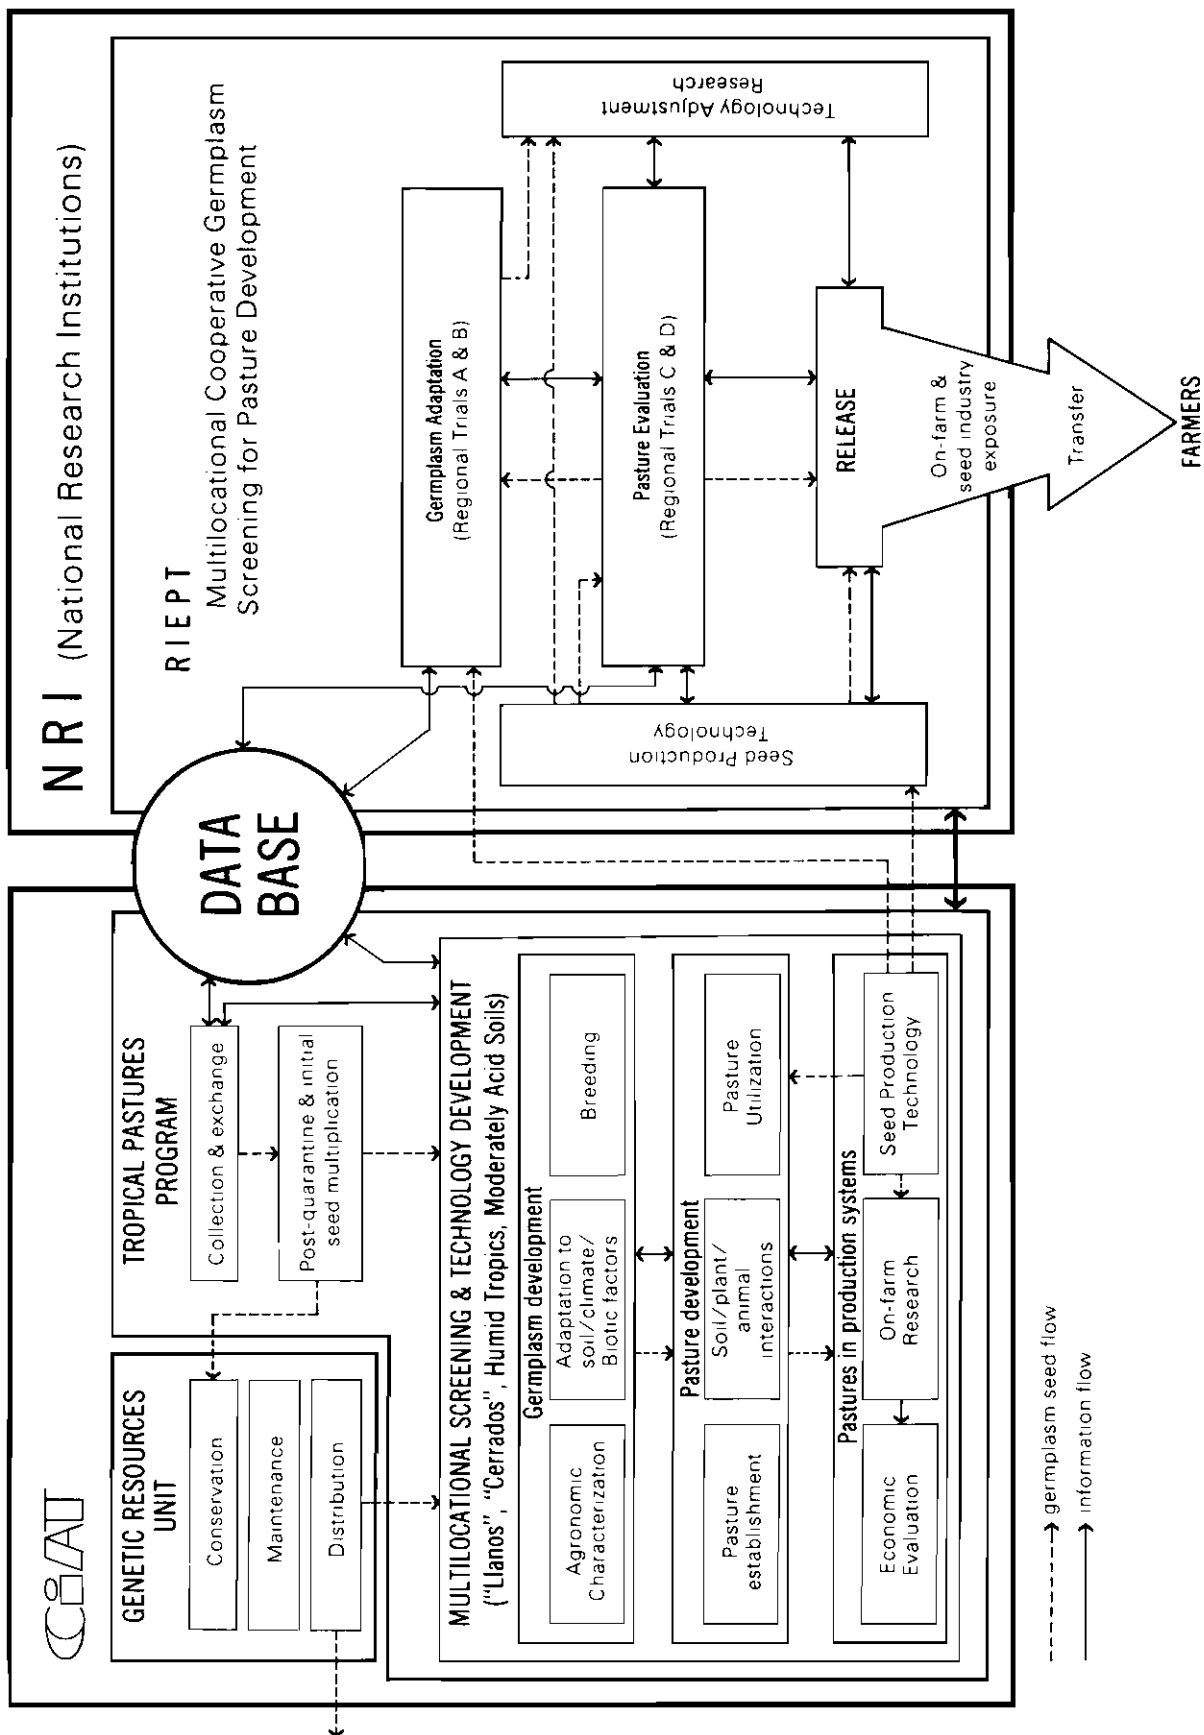 CIAT
GENETIC RESOURCES
UNIT
Conservation
Maintenance
Distribution
TROPICAL PASTURES
PROGRAM
Collection & exchange
Post-quarantine & initial
seed multiplication
MULTILOCATIONAL SCREENING & TECHNOLOGY DEVELOPMENT
("Llanos", "Cerrados", Humid Tropics, Moderately Acid Soils)
Germplasm development
Agronomic
Characterization
Adaptation to
soil/climate/
Biotic factors
Breeding
Pasture development
Pasture
establishment
Soil/plant/
animal
interactions
Pasture
Utilization
Pastures in production systems
Economic
Evaluation
On-farm
Research
Seed Production
Technology
DATA
BASE
NRI (National Research Institutions)
RIEPT
Multilocational Cooperative Germplasm
Screening for Pasture Development
Germplasm Adaptation
(Regional Trials A & B)
Pasture Evaluation
(Regional Trials C & D)
Seed Production
Technology
Technology Adjustment
Research
RELEASE
On-farm &
seed industry
exposure
Transfer
FARMERS
germplasm seed flow
information flow